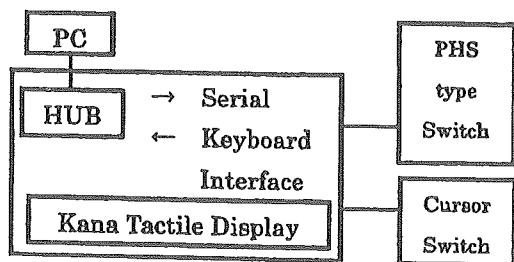 PC
HUB
→ Serial
← Keyboard
Interface
Kana Tactile Display
PHS
type
Switch
Cursor
Switch